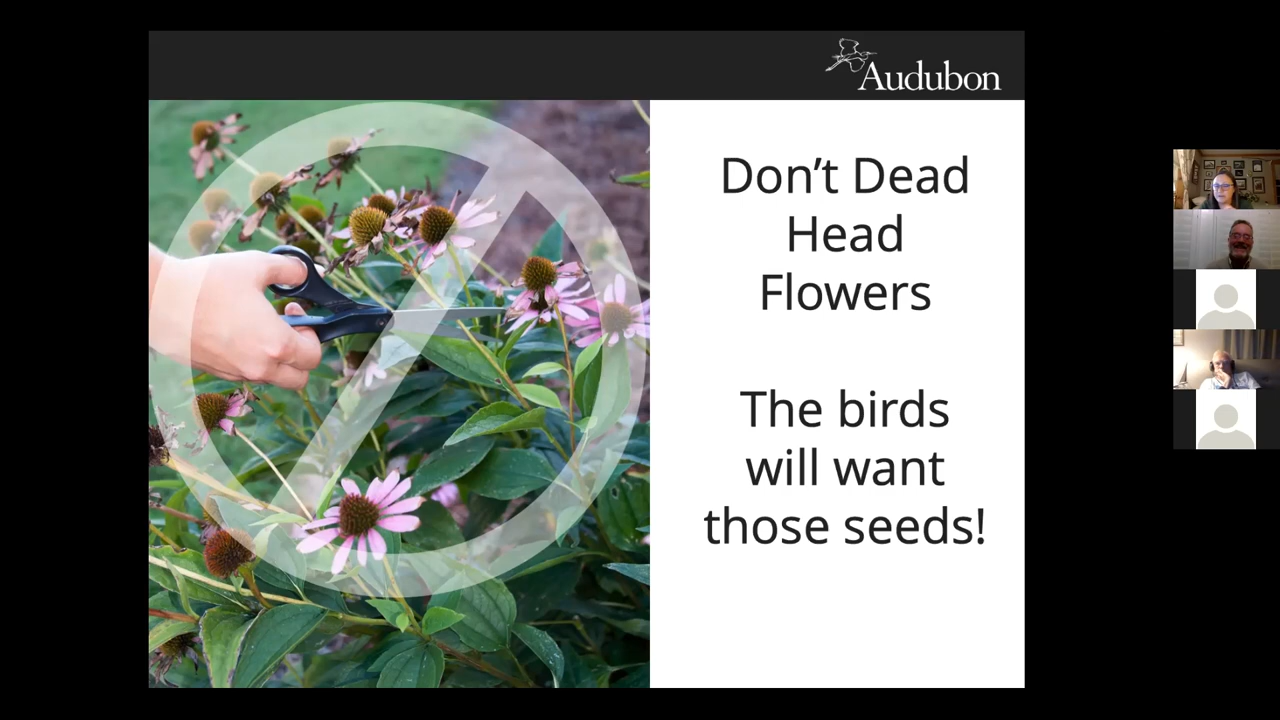 Audubon
Don’t Dead
Head
Flowers
The birds
will want
those seeds!